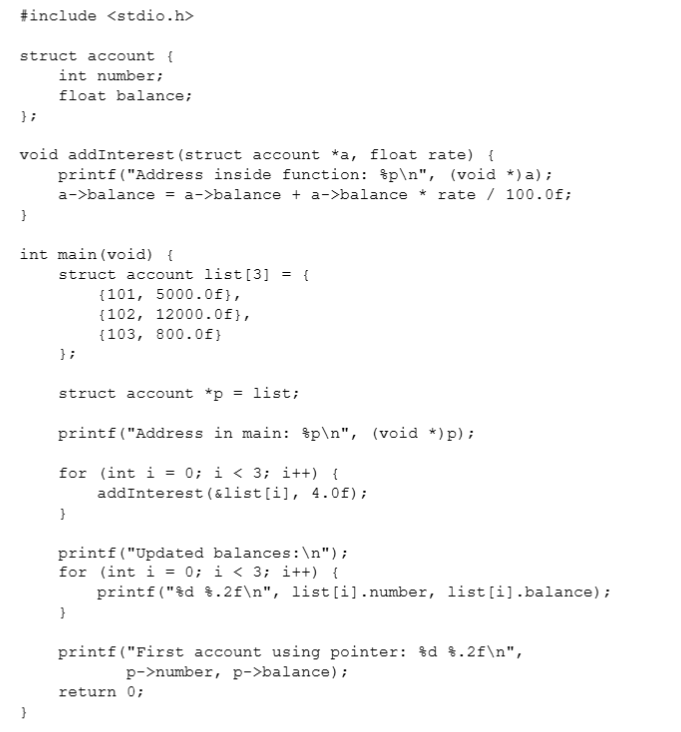 #include <stdio.h>

struct account {
    int number;
    float balance;
};

void addInterest(struct account *a, float rate) {
    printf("Address inside function: %p\n", (void *)a);
    a->balance = a->balance + a->balance * rate / 100.0f;
}

int main(void) {
    struct account list[3] = {
        {101, 5000.0f},
        {102, 12000.0f},
        {103, 800.0f}
    };

    struct account *p = list;

    printf("Address in main: %p\n", (void *)p);

    for (int i = 0; i < 3; i++) {
        addInterest(&list[i], 4.0f);
    }

    printf("Updated balances:\n");
    for (int i = 0; i < 3; i++) {
        printf("%d %.2f\n", list[i].number, list[i].balance);
    }

    printf("First account using pointer: %d %.2f\n",
           p->number, p->balance);
    return 0;
}